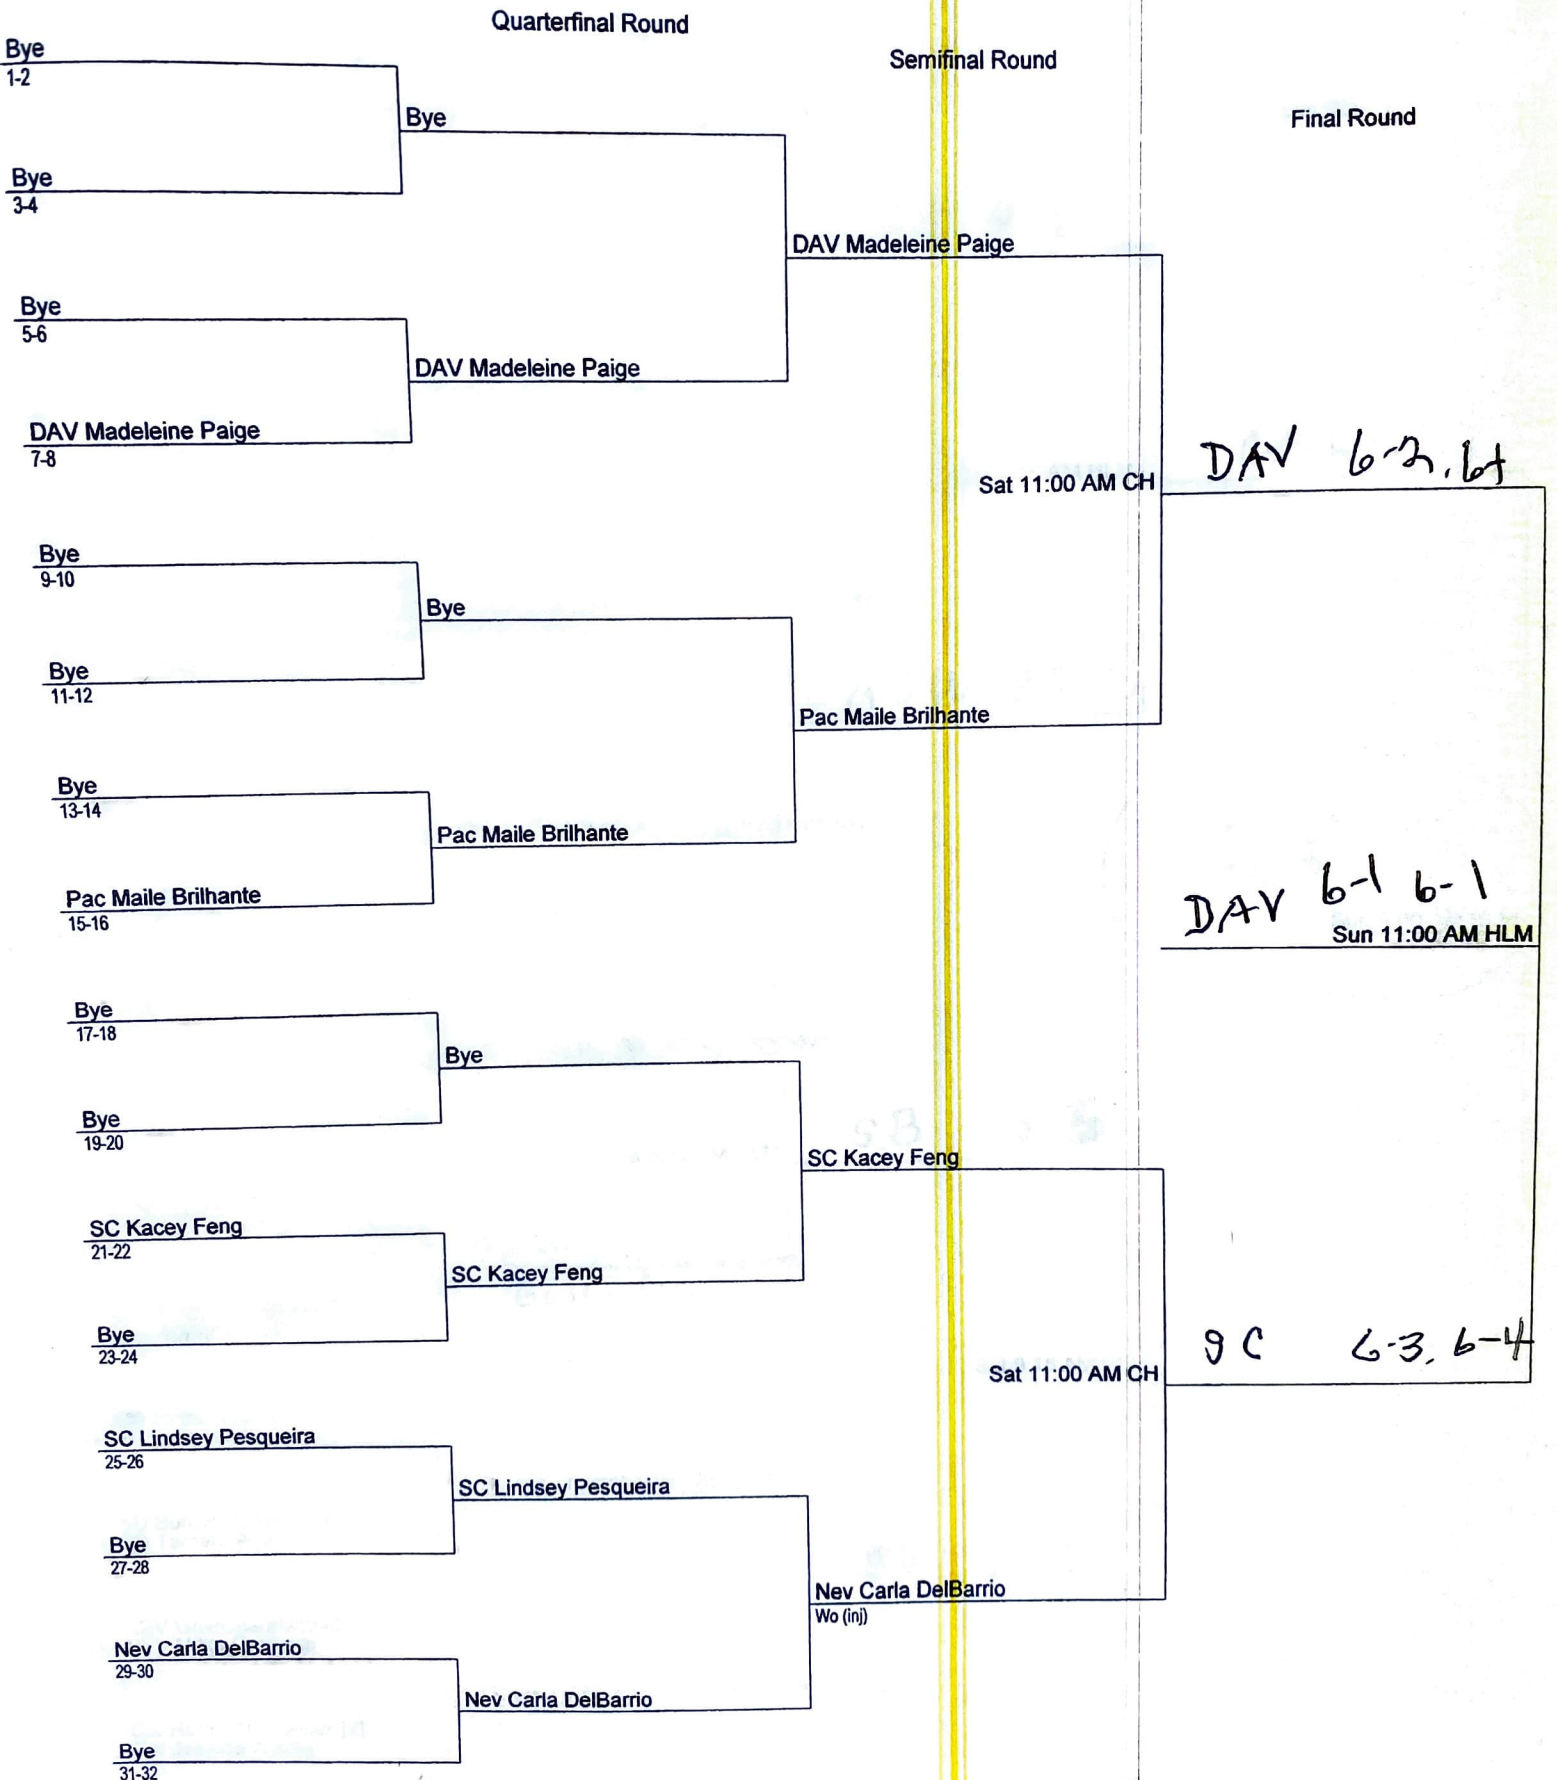 Quarterfinal Round
Semifinal Round
Final Round
Bye
1-2
Bye
Bye
3-4
DAV Madeleine Paige
Bye
5-6
DAV Madeleine Paige
DAV Madeleine Paige
7-8
DAV 6-2,
Sat 11:00 AM CH
Bye
9-10
Bye
Bye
11-12
Pac Maile Brilhante
Bye
13-14
Pac Maile Brilhante
Pac Maile Brilhante
15-16
DAV 6-1 6-1
Sun 11:00 AM HLM
Bye
17-18
Bye
Bye
19-20
SC Kacey Feng
SC Kacey Feng
21-22
SC Kacey Feng
Bye
23-24
SC 6-3, 6-4
Sat 11:00 AM CH
SC Lindsey Pesqueira
25-26
SC Lindsey Pesqueira
Bye
27-28
Nev Carla DelBarrio
Wo (inj)
Nev Carla DelBarrio
29-30
Nev Carla DelBarrio
Bye
31-32